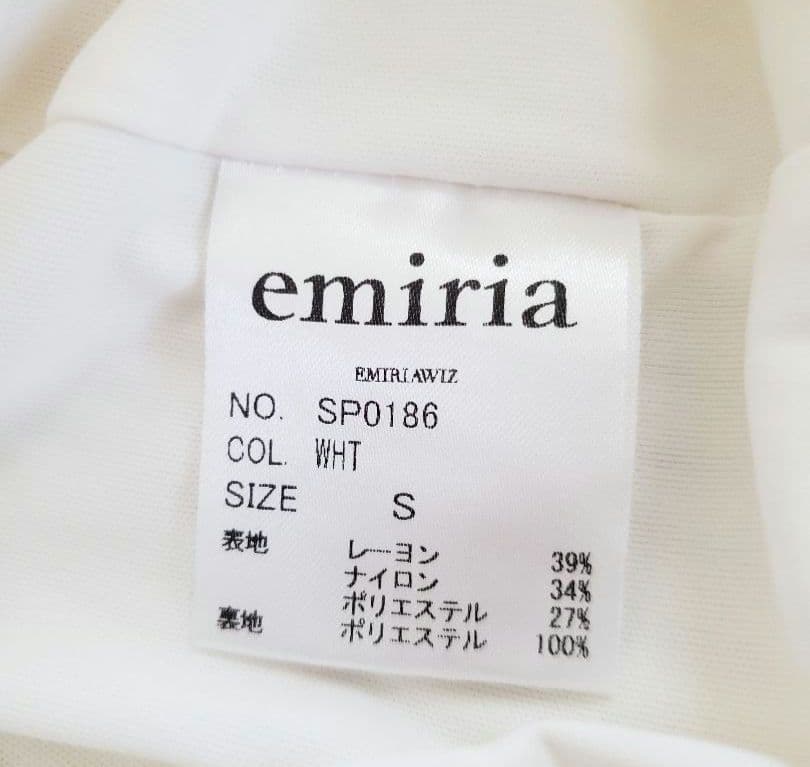 emiria
EMIRIAWIZ
NO. SP0186
COL. WHT
SIZE S
表地 レーヨン 39%
ナイロン 34%
ポリエステル 27%
裏地 ポリエステル 100%